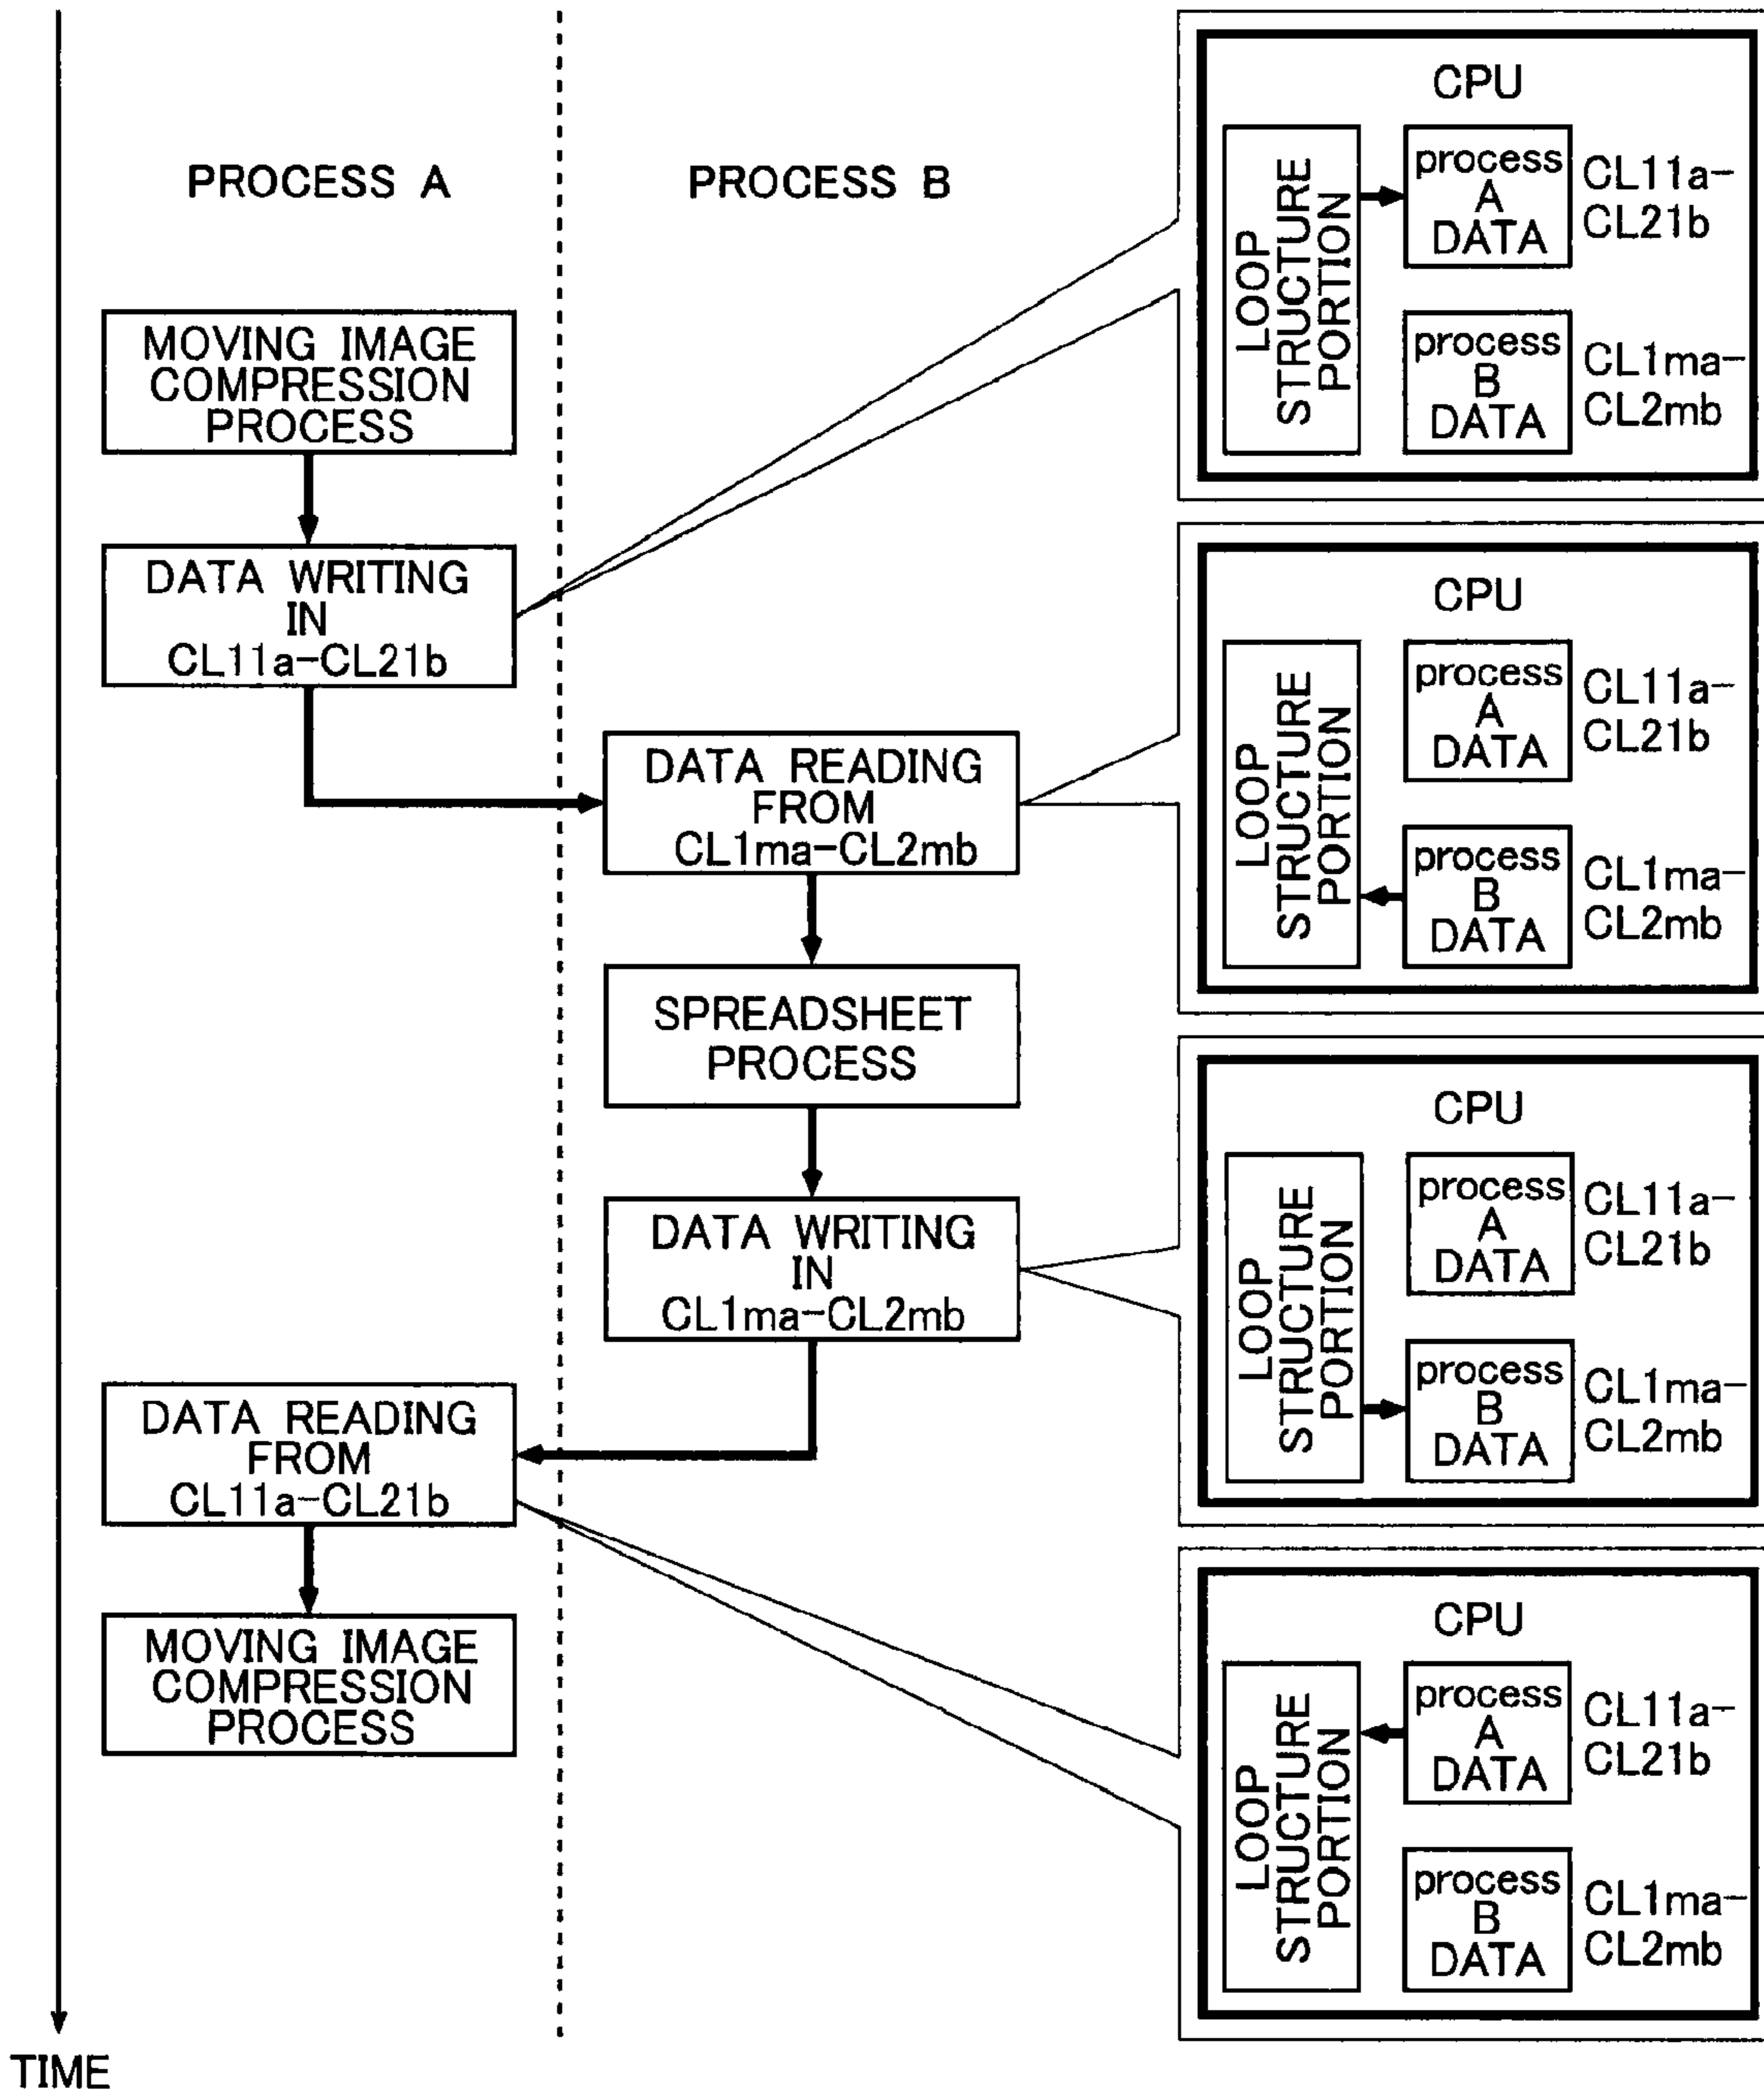 PROCESS A
PROCESS B
MOVING IMAGE
COMPRESSION
PROCESS
DATA WRITING
IN
CL11a-CL21b
DATA READING
FROM
CL1ma-CL2mb
SPREADSHEET
PROCESS
DATA WRITING
IN
CL1ma-CL2mb
DATA READING
FROM
CL11a-CL21b
MOVING IMAGE
COMPRESSION
PROCESS
TIME
CPU
LOOP
STRUCTURE
PORTION
process
A
DATA
CL11a-
CL21b
process
B
DATA
CL1ma-
CL2mb
CPU
LOOP
STRUCTURE
PORTION
process
A
DATA
CL11a-
CL21b
process
B
DATA
CL1ma-
CL2mb
CPU
LOOP
STRUCTURE
PORTION
process
A
DATA
CL11a-
CL21b
process
B
DATA
CL1ma-
CL2mb
CPU
LOOP
STRUCTURE
PORTION
process
A
DATA
CL11a-
CL21b
process
B
DATA
CL1ma-
CL2mb